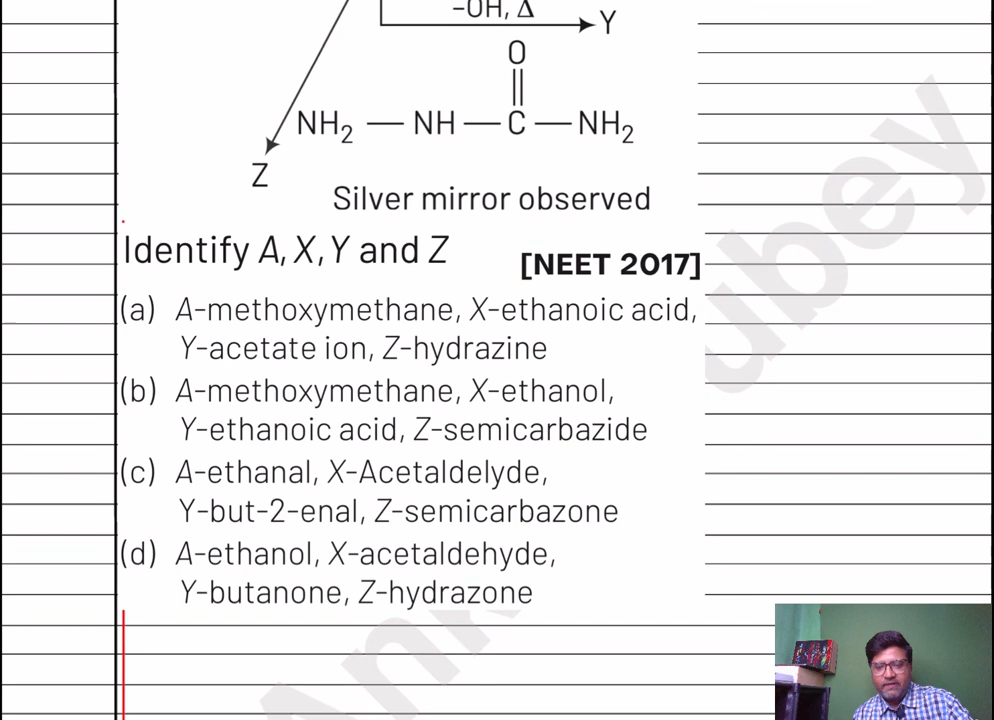 –OH, Δ
Y
O
NH2 — NH — C — NH2
Z
Silver mirror observed
Identify A, X, Y and Z
[NEET 2017]
(a) A-methoxymethane, X-ethanoic acid,
Y-acetate ion, Z-hydrazine
(b) A-methoxymethane, X-ethanol,
Y-ethanoic acid, Z-semicarbazide
(c) A-ethanal, X-Acetaldelyde,
Y-but-2-enal, Z-semicarbazone
(d) A-ethanol, X-acetaldehyde,
Y-butanone, Z-hydrazone